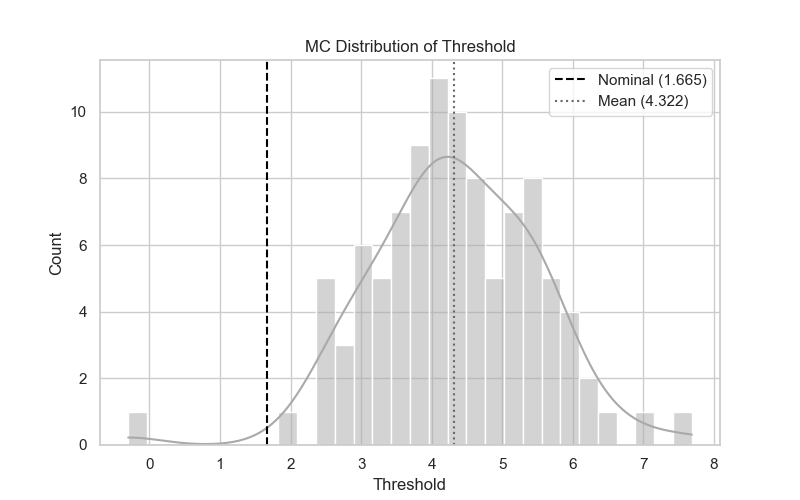 MC Distribution of Threshold
Nominal (1.665)
Mean (4.322)
10
8
6
4
2
0
Count
0 1 2 3 4 5 6 7 8
Threshold